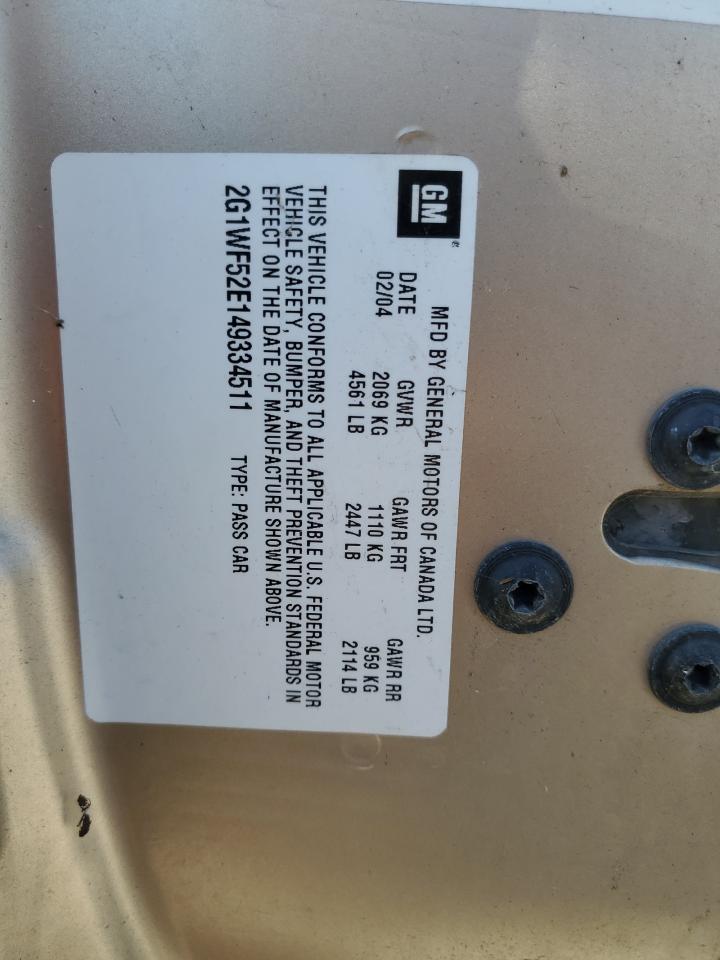 GM®
MFD BY GENERAL MOTORS OF CANADA LTD.
DATE GVWR GAWR FRT GAWR RR
02/04 2069 KG 1110 KG 959 KG
4561 LB 2447 LB 2114 LB
THIS VEHICLE CONFORMS TO ALL APPLICABLE U.S. FEDERAL MOTOR
VEHICLE SAFETY, BUMPER, AND THEFT PREVENTION STANDARDS IN
EFFECT ON THE DATE OF MANUFACTURE SHOWN ABOVE.
2G1WF52E149334511 TYPE: PASS CAR